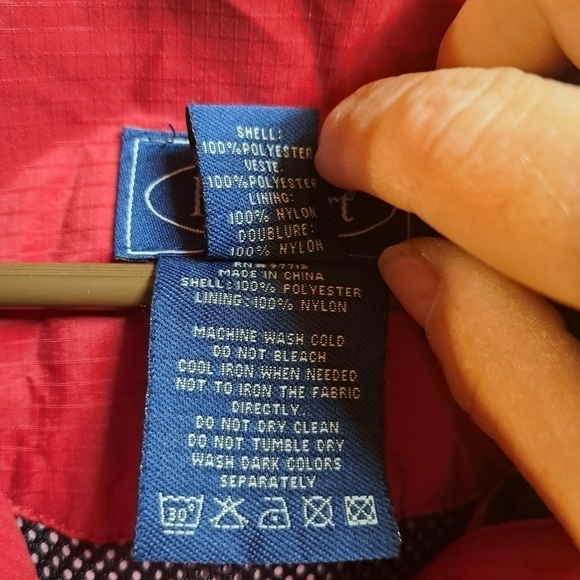 SHELL:
100%POLYESTER
VESTE:
100%POLYESTER
LINING:
100% NYLON
DOUBLURE:
100% NYLON
MADE IN CHINA
SHELL:100% POLYESTER
LINING:100% NYLON
MACHINE WASH COLD
DO NOT BLEACH
COOL IRON WHEN NEEDED
NOT TO IRON THE FABRIC
DIRECTLY.
DO NOT DRY CLEAN
DO NOT TUMBLE DRY
WASH DARK COLORS
SEPARATELY
30°